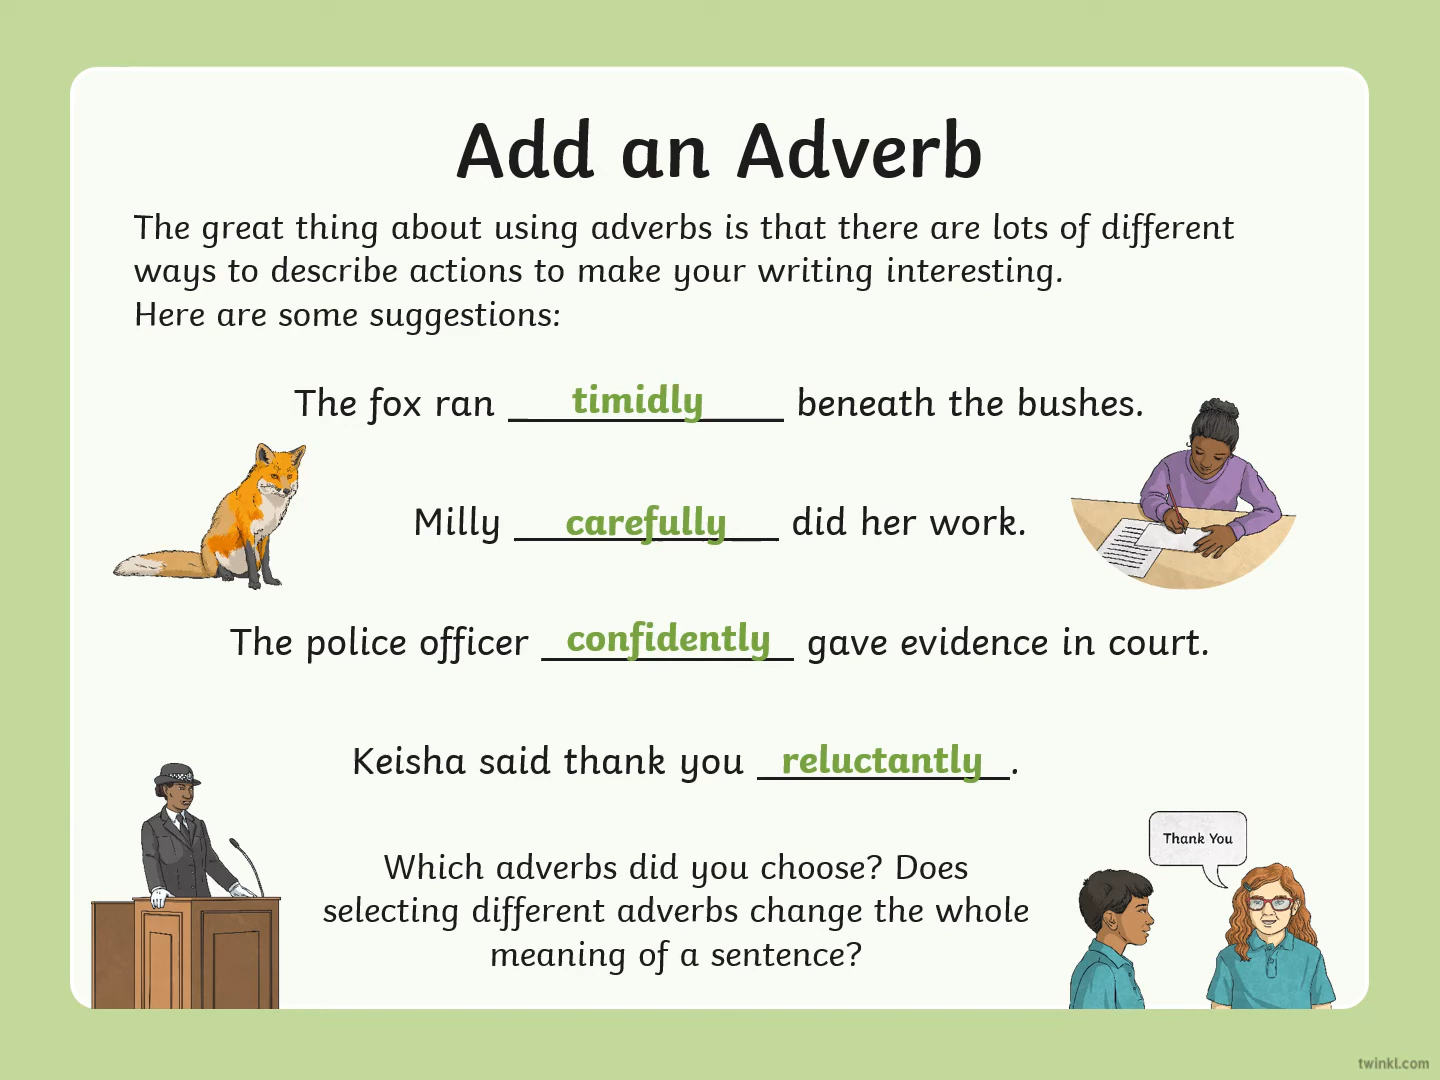 Add an Adverb
The great thing about using adverbs is that there are lots of different
ways to describe actions to make your writing interesting.
Here are some suggestions:
The fox ran timidly beneath the bushes.
Milly carefully did her work.
The police officer confidently gave evidence in court.
Keisha said thank you reluctantly.
Thank You
Which adverbs did you choose? Does
selecting different adverbs change the whole
meaning of a sentence?
twinkl.com